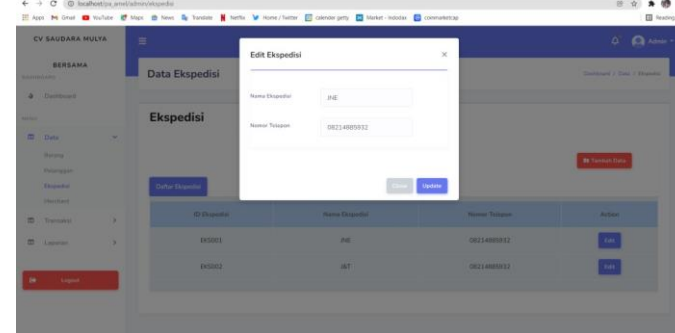 localhost/pa_amel/admin/ekspedisi
Apps Gmail YouTube Maps News Translate Netflix Home / Twitter calender getty Market - Indodax coinmarketcap Reading
CV SAUDARA MULYA
BERSAMA
Admin
Dashboard
Data
Barang
Pelanggan
Ekspedisi
Merchant
Transaksi
Laporan
Logout
Data Ekspedisi
Dashboard / Data / Ekspedisi
Edit Ekspedisi ×
Nama Ekspedisi JNE
Nomor Telepon 08214885932
Close Update
Ekspedisi
Tambah Data
Daftar Ekspedisi
ID Ekspedisi Nama Ekspedisi Nomor Telepon Action
EKS001 JNE 08214885932 Edit
EKS002 J&T Edit